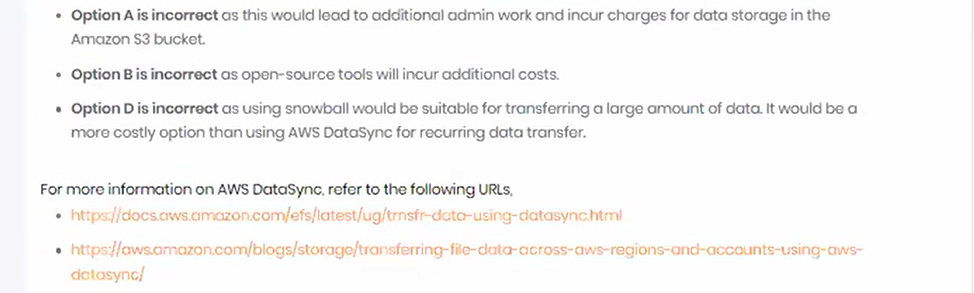 • Option A is incorrect as this would lead to additional admin work and incur charges for data storage in the
Amazon S3 bucket.
• Option B is incorrect as open-source tools will incur additional costs.
• Option D is incorrect as using snowball would be suitable for transferring a large amount of data. It would be a
more costly option than using AWS DataSync for recurring data transfer.
For more information on AWS DataSync, refer to the following URLs,
• https://docs.aws.amazon.com/efs/latest/ug/trnsfr-data-using-datasync.html
• https://aws.amazon.com/blogs/storage/transferring-file-data-across-aws-regions-and-accounts-using-aws-
datasync/